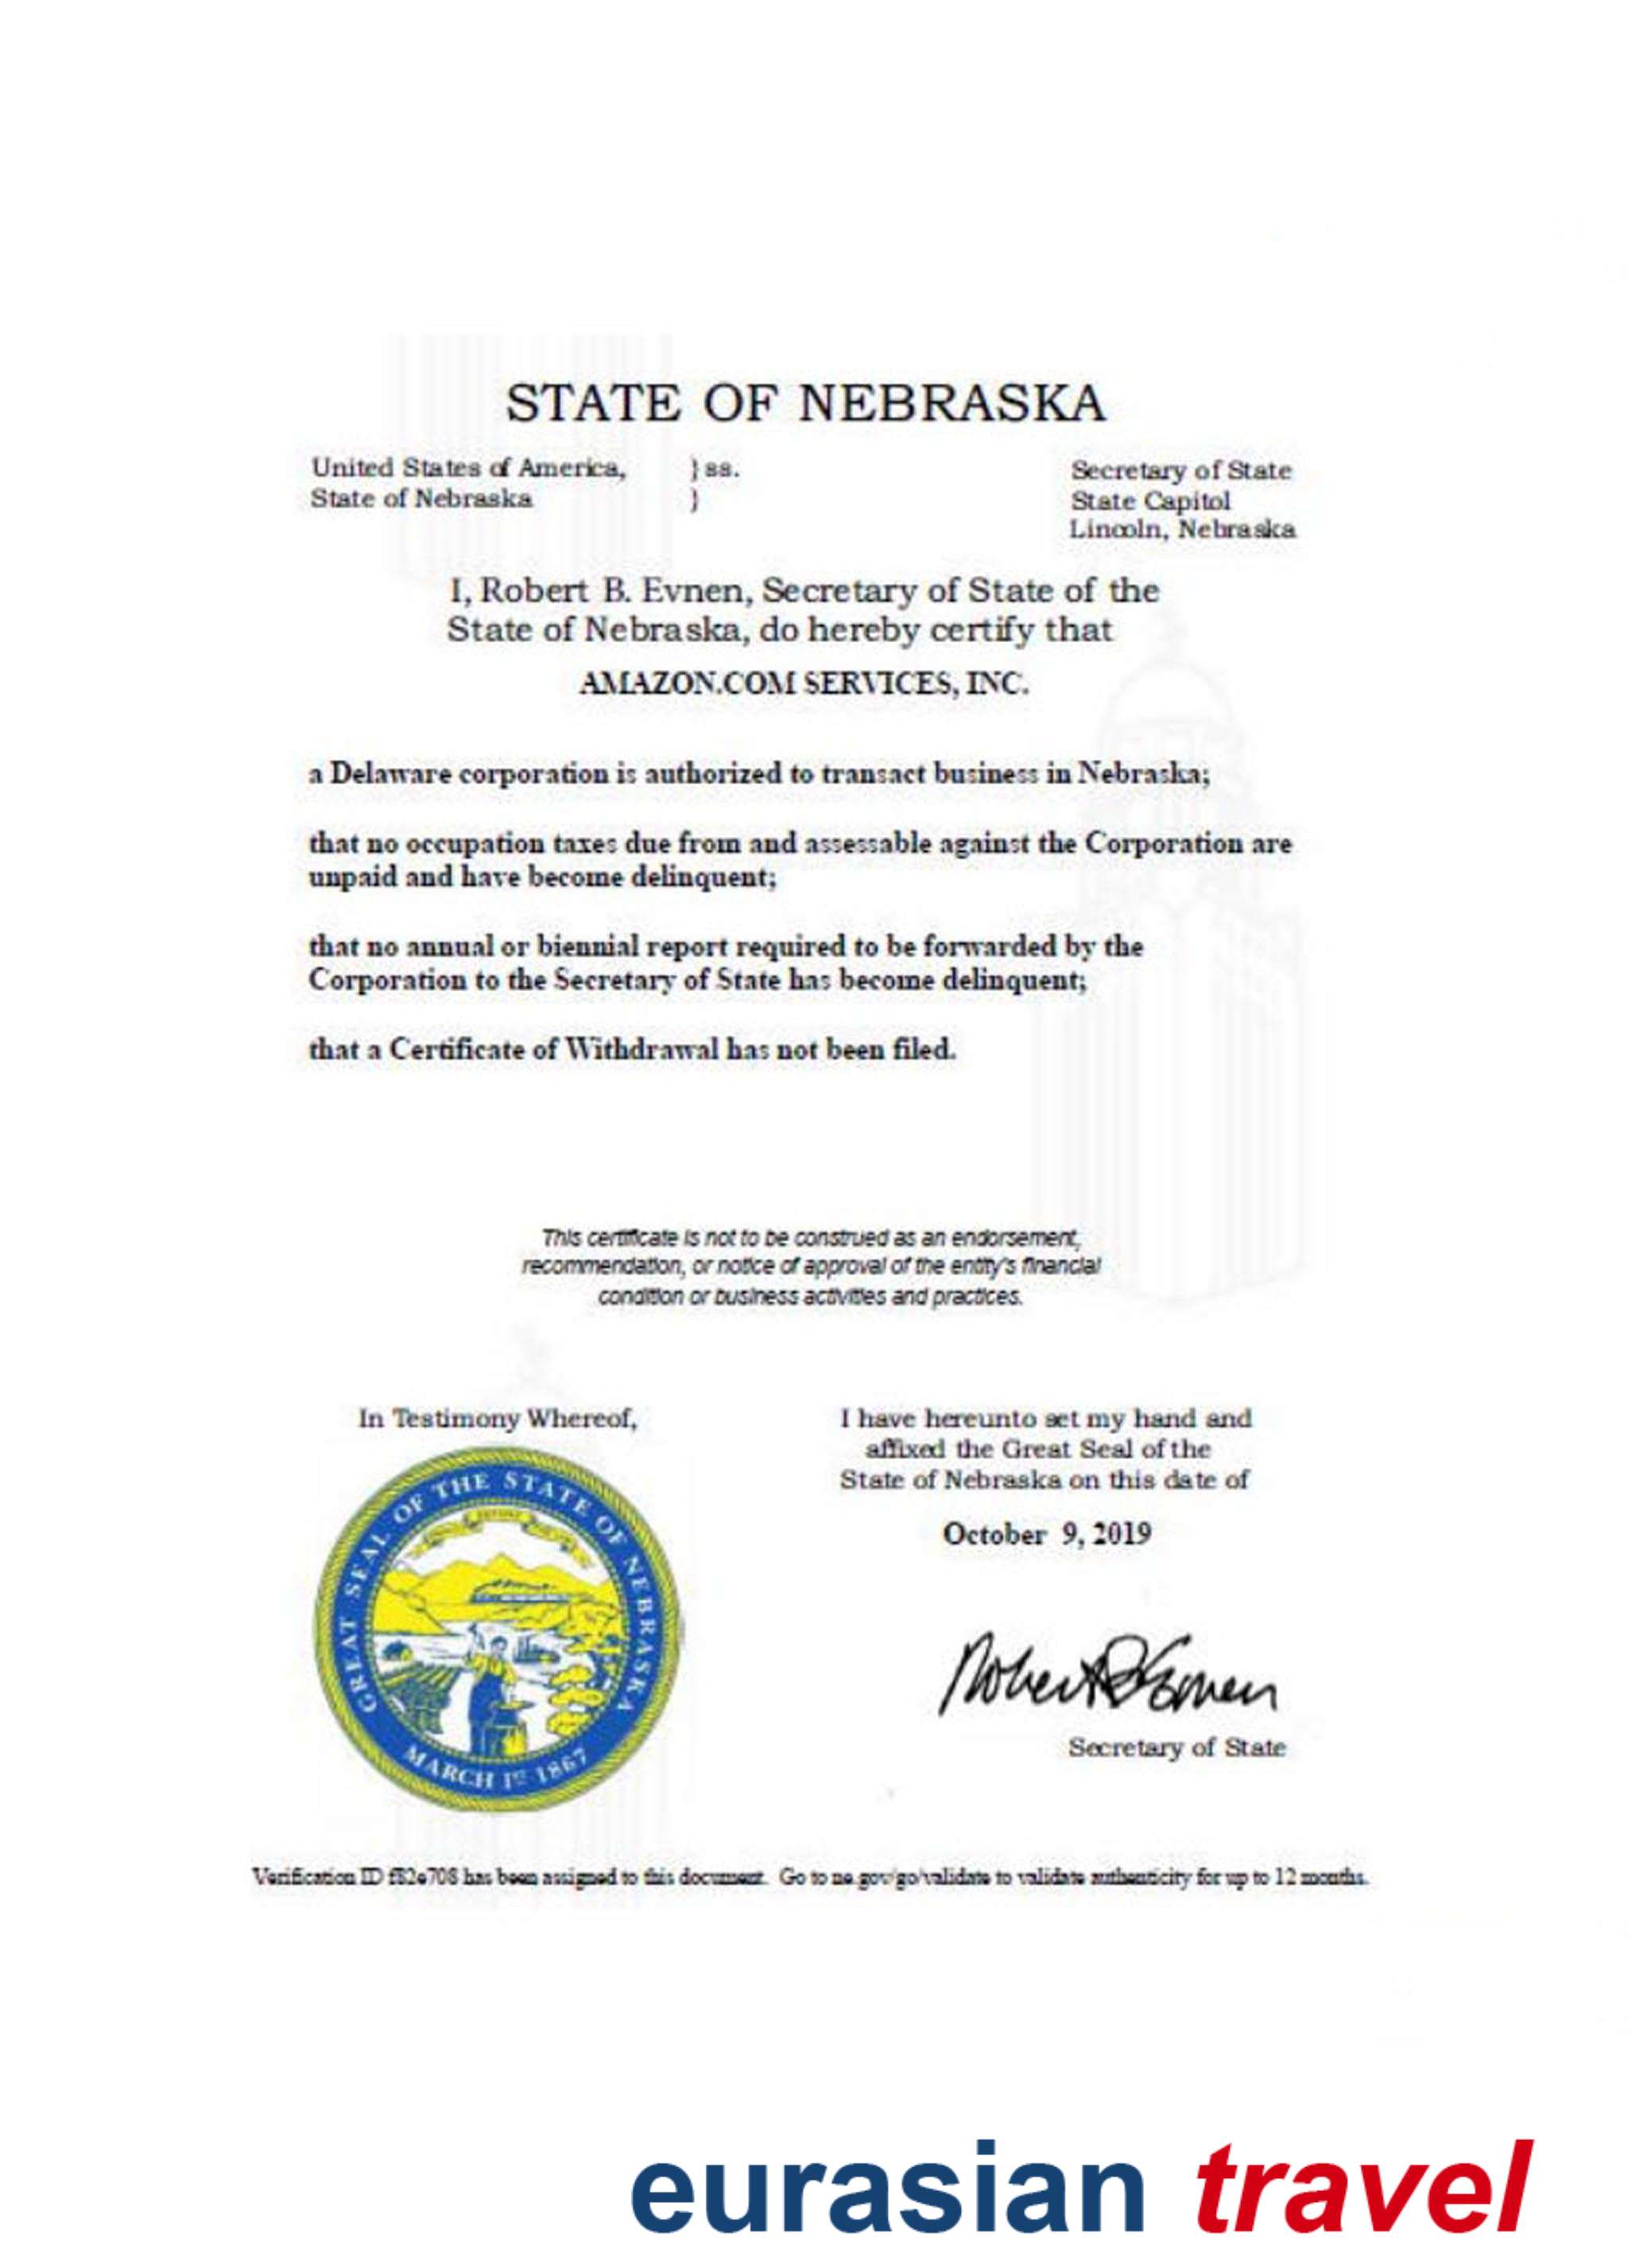 STATE OF NEBRASKA
United States of America, } ss.
State of Nebraska }
Secretary of State
State Capitol
Lincoln, Nebraska
I, Robert B. Evnen, Secretary of State of the
State of Nebraska, do hereby certify that
AMAZON.COM SERVICES, INC.
a Delaware corporation is authorized to transact business in Nebraska;
that no occupation taxes due from and assessable against the Corporation are
unpaid and have become delinquent;
that no annual or biennial report required to be forwarded by the
Corporation to the Secretary of State has become delinquent;
that a Certificate of Withdrawal has not been filed.
This certificate is not to be construed as an endorsement,
recommendation, or notice of approval of the entity's financial
condition or business activities and practices.
In Testimony Whereof,
GREAT SEAL OF THE STATE OF NEBRASKA
MARCH 1ST 1867
I have hereunto set my hand and
affixed the Great Seal of the
State of Nebraska on this date of
October 9, 2019
Robert B Evnen
Secretary of State
Verification ID f82e708 has been assigned to this document. Go to ne.gov/go/validate to validate authenticity for up to 12 months.
eurasian travel